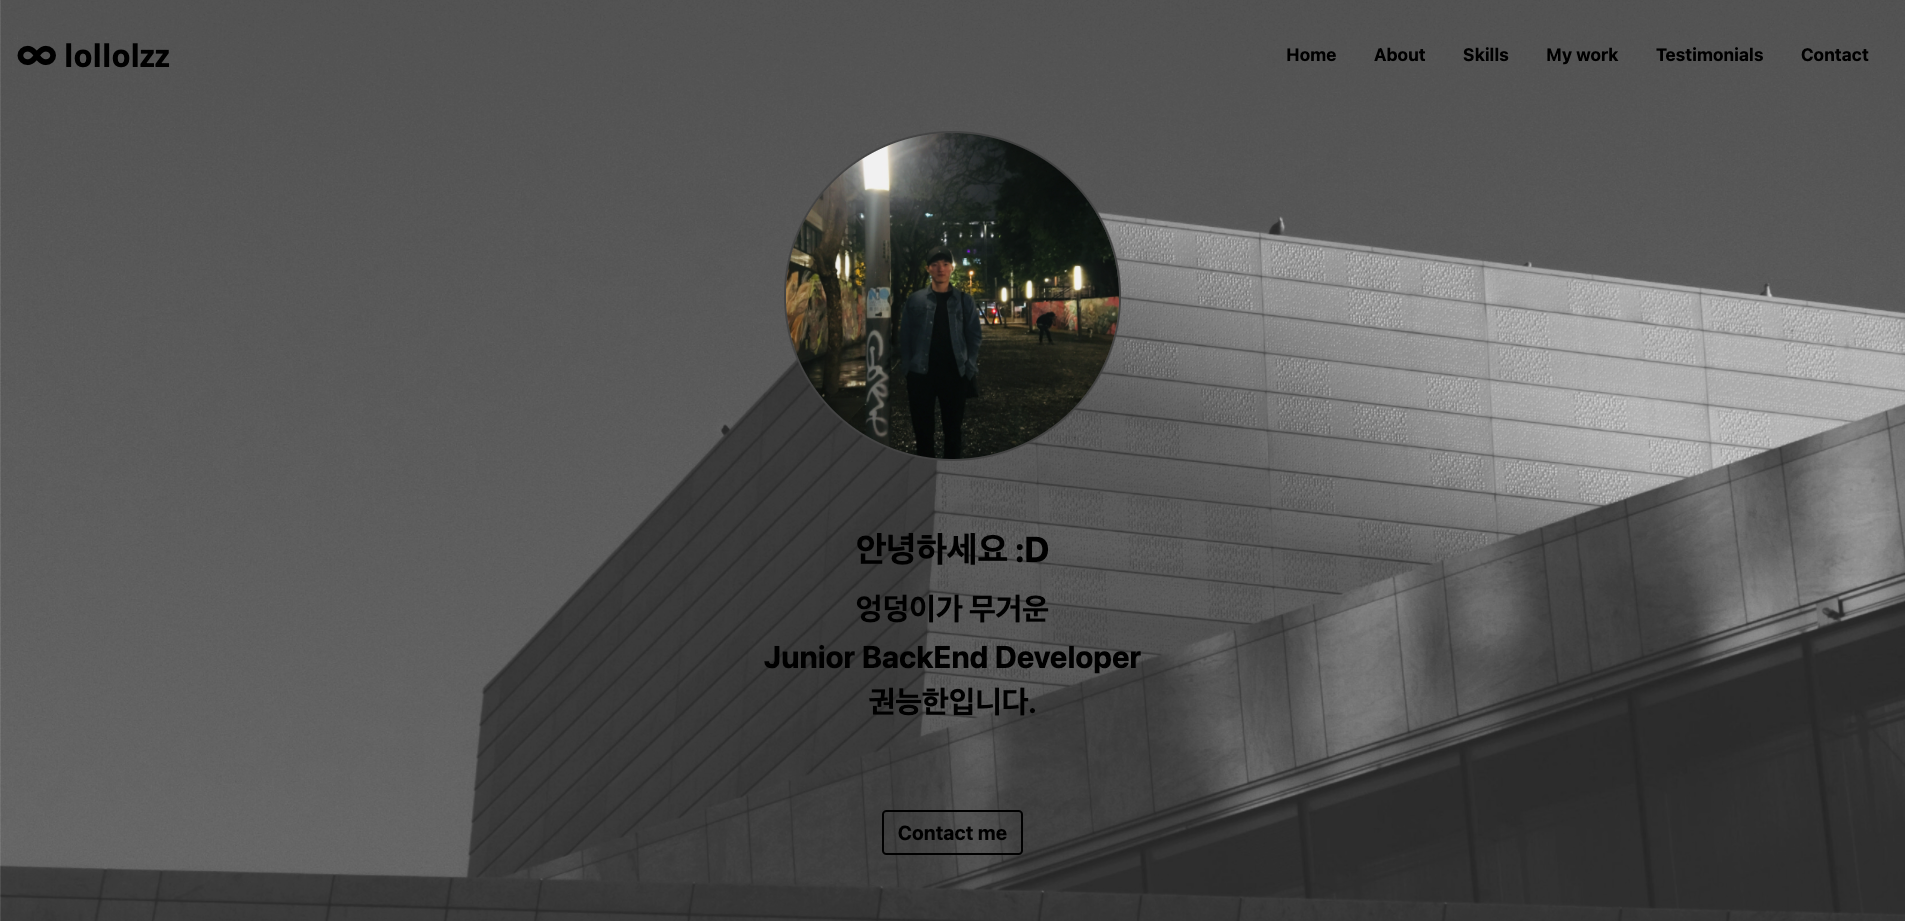 lollolzz
Home About Skills My work Testimonials Contact
안녕하세요 :D
엉덩이가 무거운
Junior BackEnd Developer
권능한입니다.
Contact me